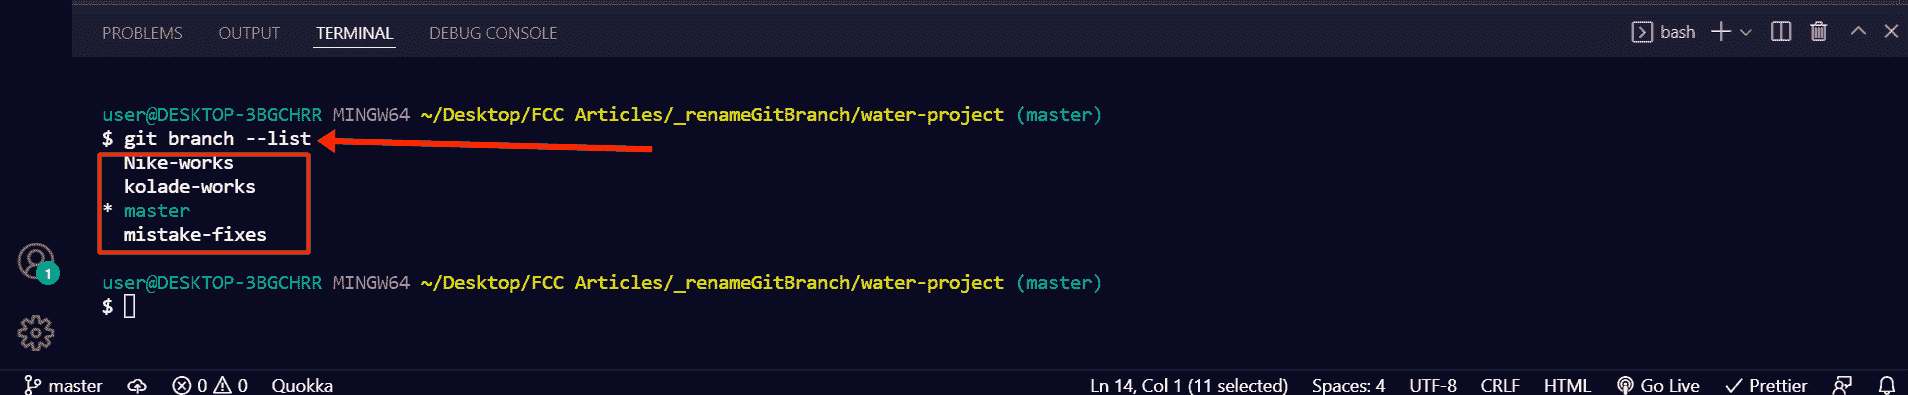 PROBLEMS OUTPUT TERMINAL DEBUG CONSOLE bash
user@DESKTOP-3BGCHRR MINGW64 ~/Desktop/FCC Articles/_renameGitBranch/water-project (master)
$ git branch --list
Nike-works
kolade-works
* master
mistake-fixes
1
user@DESKTOP-3BGCHRR MINGW64 ~/Desktop/FCC Articles/_renameGitBranch/water-project (master)
$
master 0 0 Quokka Ln 14, Col 1 (11 selected) Spaces: 4 UTF-8 CRLF HTML Go Live Prettier